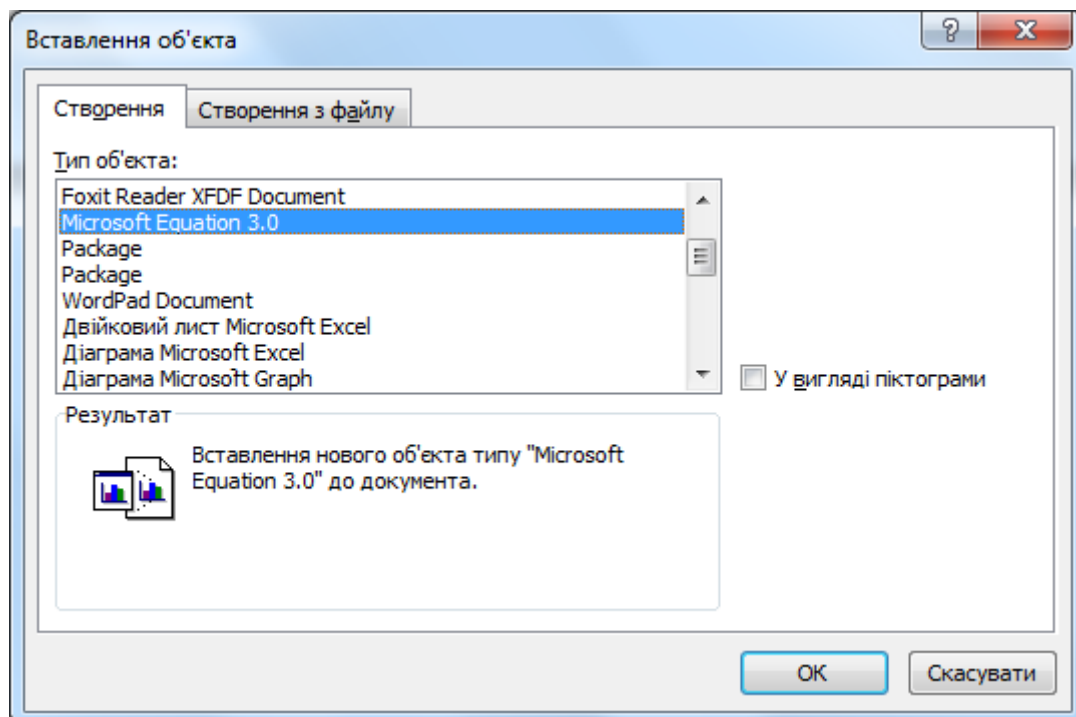 Вставлення об'єкта
Створення
Створення з файлу
Тип об'єкта:
Foxit Reader XFDF Document
Microsoft Equation 3.0
Package
Package
WordPad Document
Двійковий лист Microsoft Excel
Діаграма Microsoft Excel
Діаграма Microsoft Graph
У вигляді піктограми
Результат
Вставлення нового об'єкта типу "Microsoft
Equation 3.0" до документа.
ОК
Скасувати